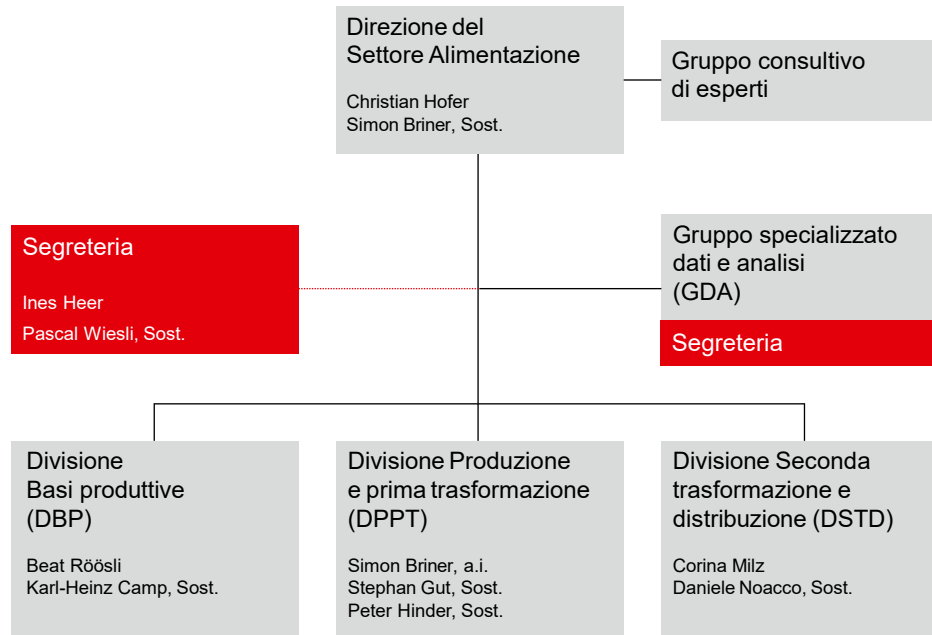 Direzione del
Settore Alimentazione
Christian Hofer
Simon Briner, Sost.
Gruppo consultivo
di esperti
Segreteria
Ines Heer
Pascal Wiesli, Sost.
Gruppo specializzato
dati e analisi
(GDA)
Segreteria
Divisione
Basi produttive
(DBP)
Beat Röösli
Karl-Heinz Camp, Sost.
Divisione Produzione
e prima trasformazione
(DPPT)
Simon Briner, a.i.
Stephan Gut, Sost.
Peter Hinder, Sost.
Divisione Seconda
trasformazione e
distribuzione (DSTD)
Corina Milz
Daniele Noacco, Sost.